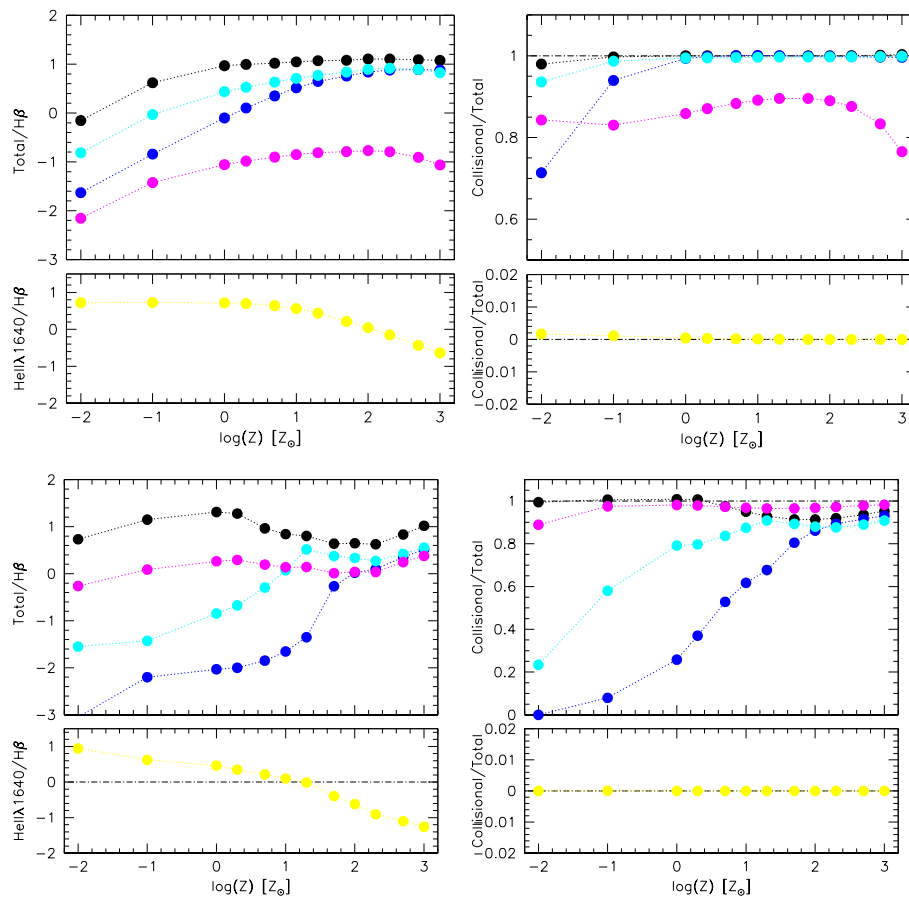 2
1
0
−1
−2
−3
Total/Hβ
1
0.8
0.6
Collisional/Total
1
0
−1
−2
HeIIλ1640/Hβ
−2 −1 0 1 2 3
log(Z) [Z⊙]
0.02
0.01
0
0.01
−0.02
Collisional/Total
−2 −1 0 1 2 3
log(Z) [Z⊙]
2
1
0
−1
−2
−3
Total/Hβ
1
0.8
0.6
0.4
0.2
0
Collisional/Total
1
0
−1
−2
HeIIλ1640/Hβ
−2 −1 0 1 2 3
log(Z) [Z⊙]
0.02
0.01
0
0.01
−0.02
Collisional/Total
−2 −1 0 1 2 3
log(Z) [Z⊙]